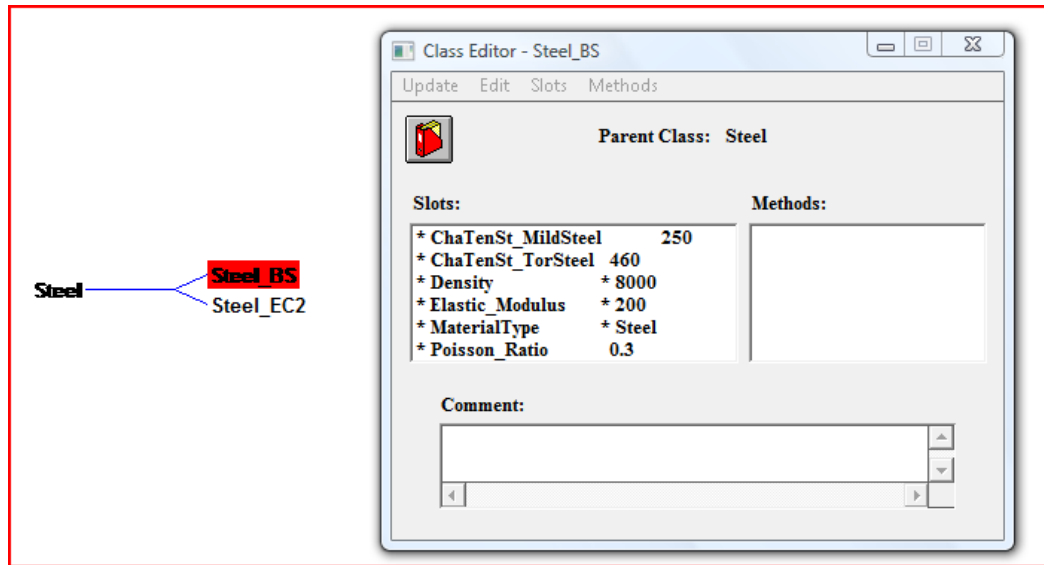 Class Editor - Steel_BS
Update Edit Slots Methods
Parent Class: Steel
Slots: Methods:
* ChaTenSt_MildSteel 250
* ChaTenSt_TorSteel 460
* Density * 8000
* Elastic_Modulus * 200
* MaterialType * Steel
* Poisson_Ratio 0.3
Comment:
Steel
Steel_BS
Steel_EC2